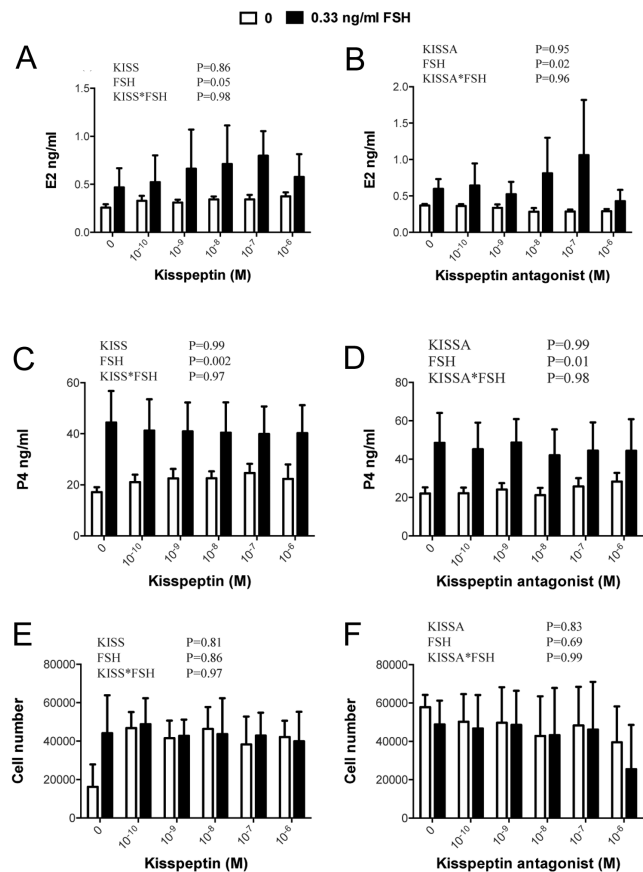 0 0.33 ng/ml FSH
A
KISS P=0.86
FSH P=0.05
KISS*FSH P=0.98
E2 ng/ml
1.5
1.0
0.5
0.0
0 10⁻¹⁰ 10⁻⁹ 10⁻⁸ 10⁻⁷ 10⁻⁶
Kisspeptin (M)
B
KISSA P=0.95
FSH P=0.02
KISSA*FSH P=0.96
E2 ng/ml
2.0
1.5
1.0
0.5
0.0
0 10⁻¹⁰ 10⁻⁹ 10⁻⁸ 10⁻⁷ 10⁻⁶
Kisspeptin antagonist (M)
C
KISS P=0.99
FSH P=0.002
KISS*FSH P=0.97
P4 ng/ml
60
40
20
0
0 10⁻¹⁰ 10⁻⁹ 10⁻⁸ 10⁻⁷ 10⁻⁶
Kisspeptin (M)
D
KISSA P=0.99
FSH P=0.01
KISSA*FSH P=0.98
P4 ng/ml
80
60
40
20
0
0 10⁻¹⁰ 10⁻⁹ 10⁻⁸ 10⁻⁷ 10⁻⁶
Kisspeptin antagonist (M)
E
KISS P=0.81
FSH P=0.86
KISS*FSH P=0.97
Cell number
80000
60000
40000
20000
0
0 10⁻¹⁰ 10⁻⁹ 10⁻⁸ 10⁻⁷ 10⁻⁶
Kisspeptin (M)
F
KISSA P=0.83
FSH P=0.69
KISSA*FSH P=0.99
Cell number
80000
60000
40000
20000
0
0 10⁻¹⁰ 10⁻⁹ 10⁻⁸ 10⁻⁷ 10⁻⁶
Kisspeptin antagonist (M)